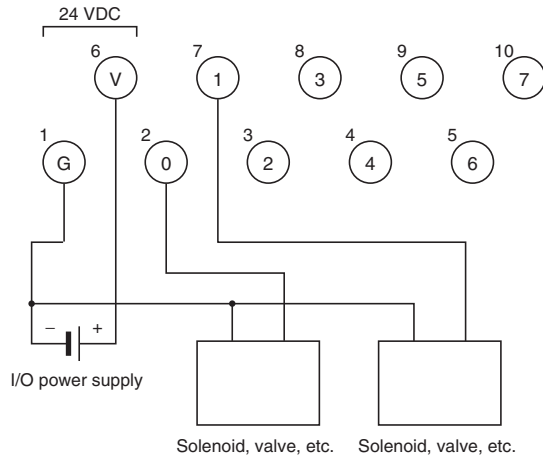 24 VDC
6 7 8 9 10
V 1 3 5 7
1 2 3 4 5
G 0 2 4 6
− +
I/O power supply
Solenoid, valve, etc. Solenoid, valve, etc.